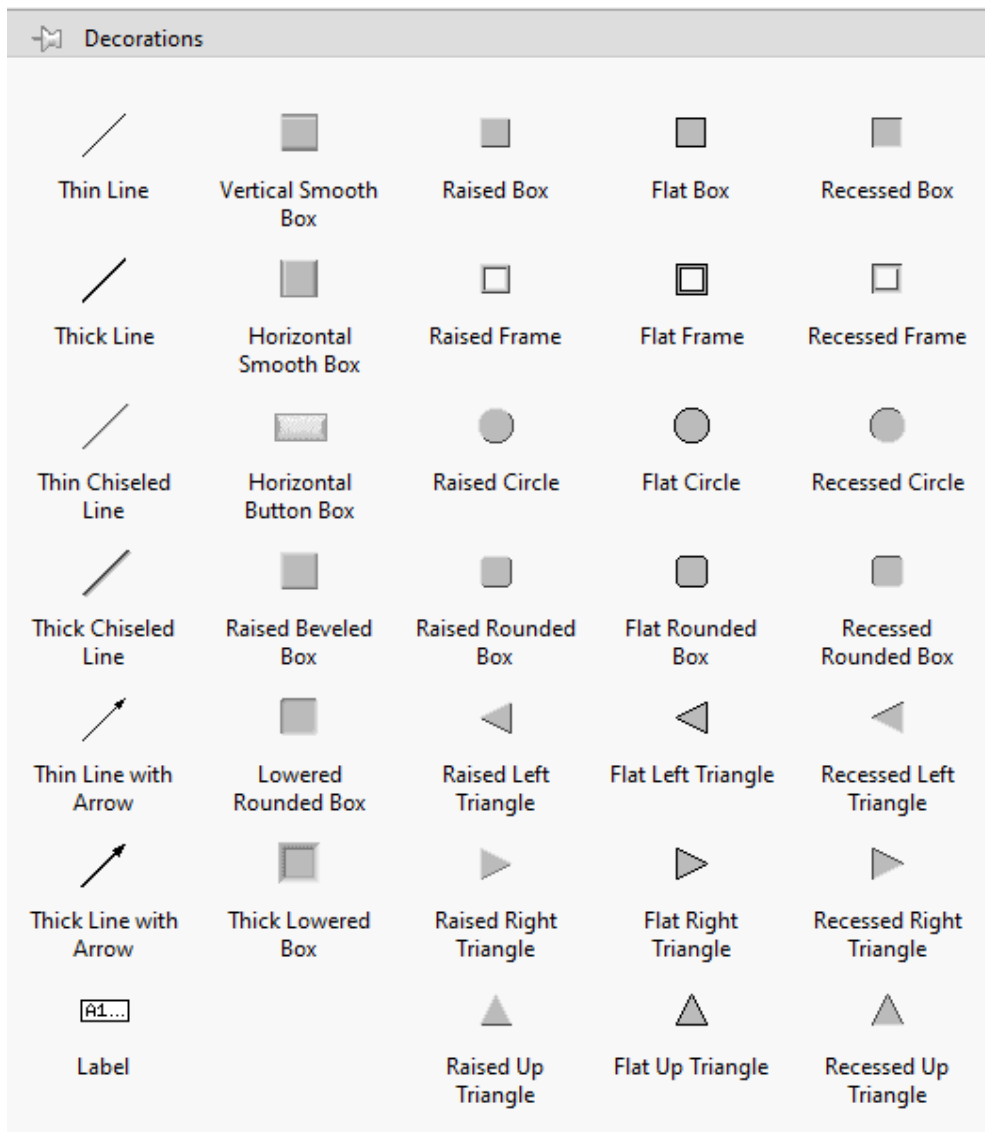 Decorations
Thin Line
Vertical Smooth
Box
Raised Box
Flat Box
Recessed Box
Thick Line
Horizontal
Smooth Box
Raised Frame
Flat Frame
Recessed Frame
Thin Chiseled
Line
Horizontal
Button Box
Raised Circle
Flat Circle
Recessed Circle
Thick Chiseled
Line
Raised Beveled
Box
Raised Rounded
Box
Flat Rounded
Box
Recessed
Rounded Box
Thin Line with
Arrow
Lowered
Rounded Box
Raised Left
Triangle
Flat Left Triangle
Recessed Left
Triangle
Thick Line with
Arrow
Thick Lowered
Box
Raised Right
Triangle
Flat Right
Triangle
Recessed Right
Triangle
A1...
Label
Raised Up
Triangle
Flat Up Triangle
Recessed Up
Triangle